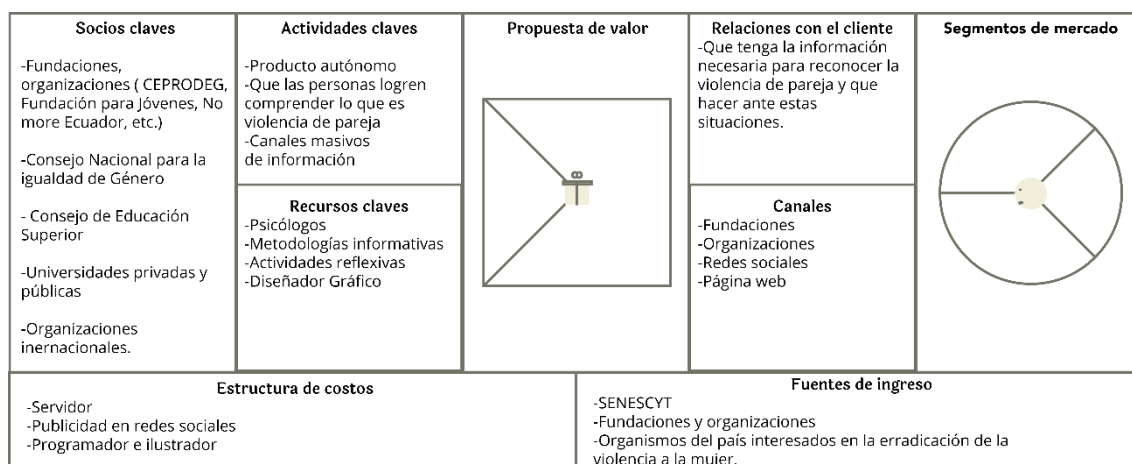 Socios claves
-Fundaciones,
organizaciones ( CEPRODEG,
Fundación para Jóvenes, No
more Ecuador, etc.)
-Consejo Nacional para la
igualdad de Género
- Consejo de Educación
Superior
-Universidades privadas y
públicas
-Organizaciones
inernacionales.
Actividades claves
-Producto autónomo
-Que las personas logren
comprender lo que es
violencia de pareja
-Canales masivos
de información
Recursos claves
-Psicólogos
-Metodologías informativas
-Actividades reflexivas
-Diseñador Gráfico
Propuesta de valor
Relaciones con el cliente
-Que tenga la información
necesaria para reconocer la
violencia de pareja y que
hacer ante estas
situaciones.
Canales
-Fundaciones
-Organizaciones
-Redes sociales
-Página web
Segmentos de mercado
Estructura de costos
-Servidor
-Publicidad en redes sociales
-Programador e ilustrador
Fuentes de ingreso
-SENESCYT
-Fundaciones y organizaciones
-Organismos del país interesados en la erradicación de la
violencia a la mujer.